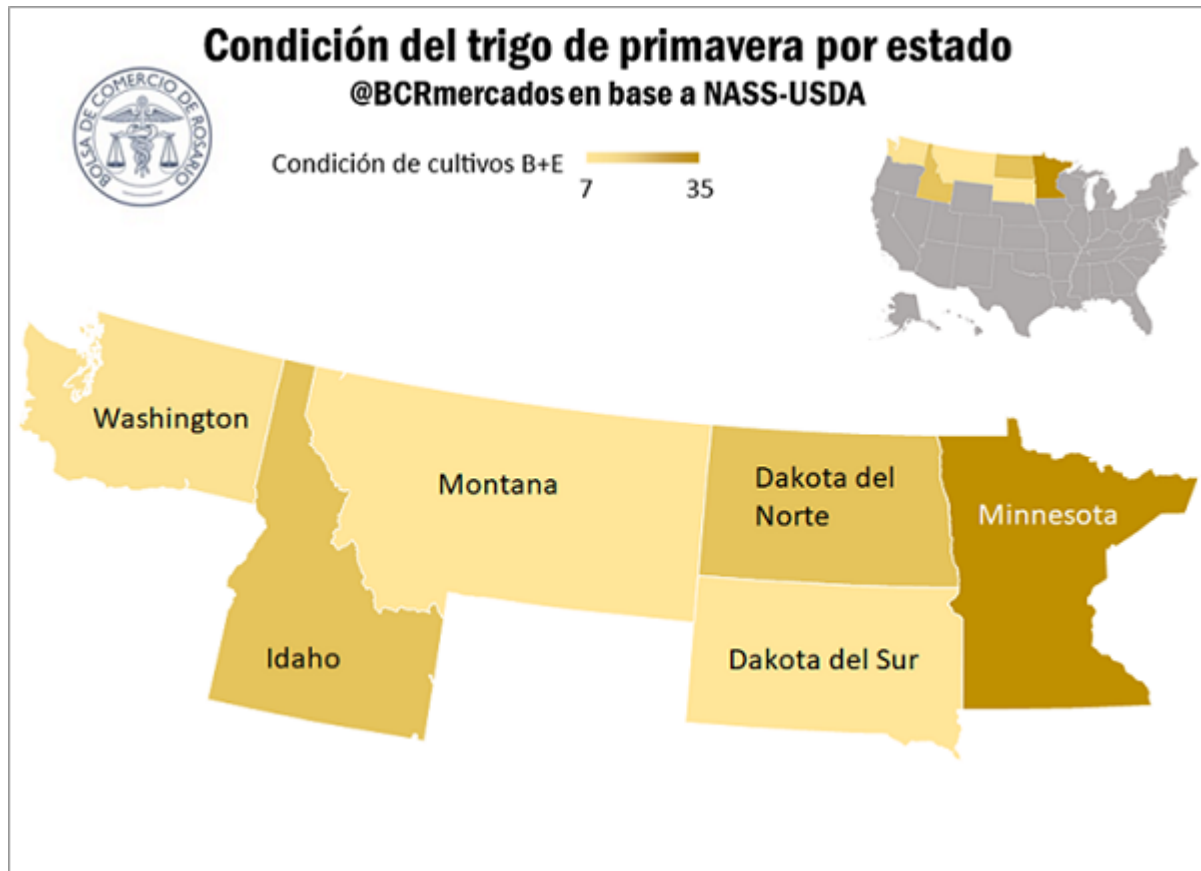 Condición del trigo de primavera por estado
@BCRmercados en base a NASS-USDA
BOLSA DE COMERCIO DE ROSARIO
Condición de cultivos B+E
7 35
Washington
Montana
Dakota del
Norte
Minnesota
Idaho
Dakota del Sur